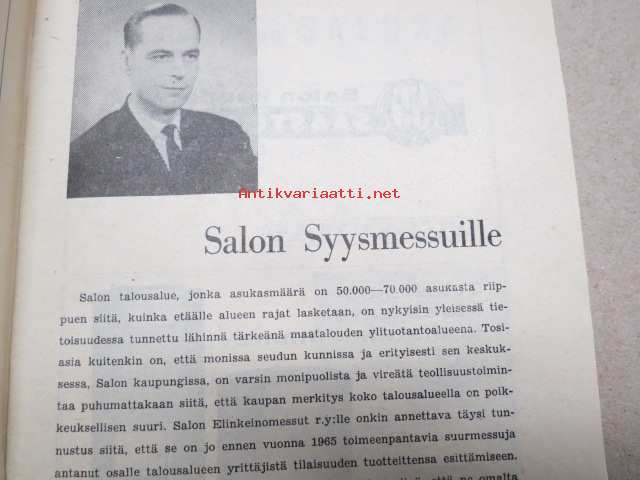 Antikvariaatti.net
Salon Syysmessuille
Salon talousalue, jonka asukasmäärä on 50.000—70.000 asukasta riip-
puen siitä, kuinka etäälle alueen rajat lasketaan, on nykyisin yleisessä tie-
toisuudessa tunnettu lähinnä tärkeänä maatalouden ylituotantoalueena. Tosi-
asia kuitenkin on, että monissa seudun kunnissa ja erityisesti sen keskuk-
sessa, Salon kaupungissa, on varsin monipuolista ja vireätä teollisuustoimin-
taa puhumattakaan siitä, että kaupan merkitys koko talousalueella on poik-
keuksellisen suuri. Salon Elinkeinomessut r.y:lle onkin annettava täysi tun-
nustus siitä, että se on jo ennen vuonna 1965 toimeenpantavia suurmessuja
antanut osalle talousalueen yrittäjistä tilaisuuden tuotteittensa esittämiseen.
että ne omalta